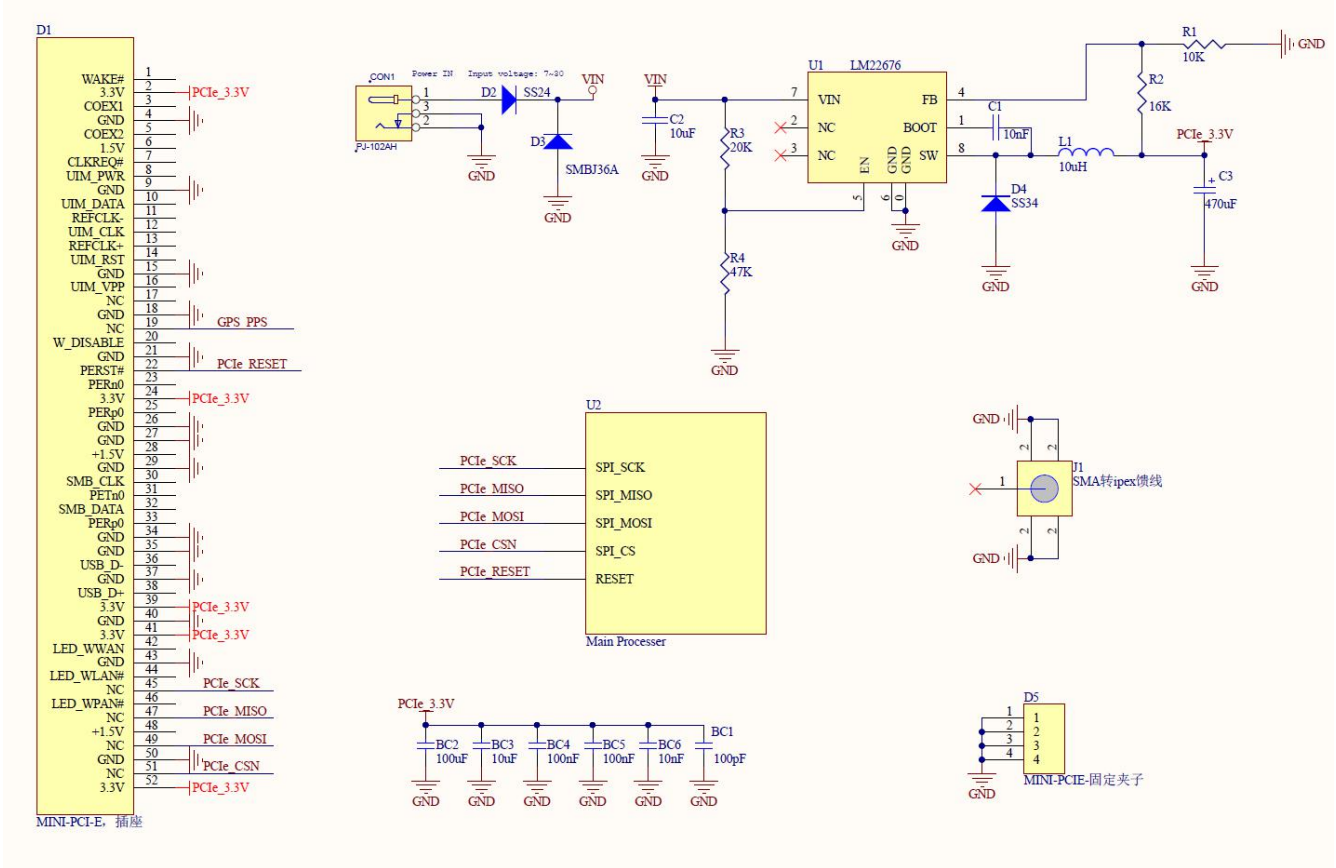 D1
WAKE# 1
3.3V 2 PCIe_3.3V
COEX1 3
GND 4
COEX2 5
1.5V 6
CLKREQ# 7
UIM_PWR 8
GND 9
UIM_DATA 10
REFCLK- 11
UIM_CLK 12
REFCLK+ 13
UIM_RST 14
GND 15
UIM_VPP 16
NC 17
GND 18
NC 19 GPS_PPS
W_DISABLE 20
GND 21
PERST# 22 PCIe_RESET
PERn0 23
3.3V 24 PCIe_3.3V
PERp0 25
GND 26
GND 27
+1.5V 28
GND 29
SMB_CLK 30
PETn0 31
SMB_DATA 32
PERp0 33
GND 34
GND 35
USB_D- 36
GND 37
USB_D+ 38
3.3V 39 PCIe_3.3V
GND 40
3.3V 41 PCIe_3.3V
LED_WWAN 42
GND 43
LED_WLAN# 44
NC 45 PCIe_SCK
LED_WPAN# 46
NC 47 PCIe_MISO
+1.5V 48
NC 49 PCIe_MOSI
GND 50
NC 51 PCIe_CSN
3.3V 52 PCIe_3.3V
MINI-PCI-E，插座
CON1
Power IN Input voltage: 7~30
1
3
2
PJ-102AH
D2 SS24
VIN
D3
SMBJ36A
GND
GND
VIN
C2
10uF
GND
R3
20K
R4
47K
GND
U1 LM22676
7 VIN
2 NC
3 NC
FB 4
BOOT 1
SW 8
EN 5
GND 6
GND 0
GND
C1
10nF
D4
SS34
GND
L1
10uH
R1
10K
GND
R2
16K
PCIe_3.3V
C3
+
470uF
GND
U2
PCIe_SCK SPI_SCK
PCIe_MISO SPI_MISO
PCIe_MOSI SPI_MOSI
PCIe_CSN SPI_CS
PCIe_RESET RESET
Main Processer
GND
2 2
1
J1
SMA转ipex馈线
2 2
GND
PCIe_3.3V
BC2
100uF
GND
BC3
10uF
GND
BC4
100nF
GND
BC5
100nF
GND
BC6
10nF
GND
BC1
100pF
GND
D5
1 1
2 2
3 3
4 4
GND
MINI-PCIE-固定夹子